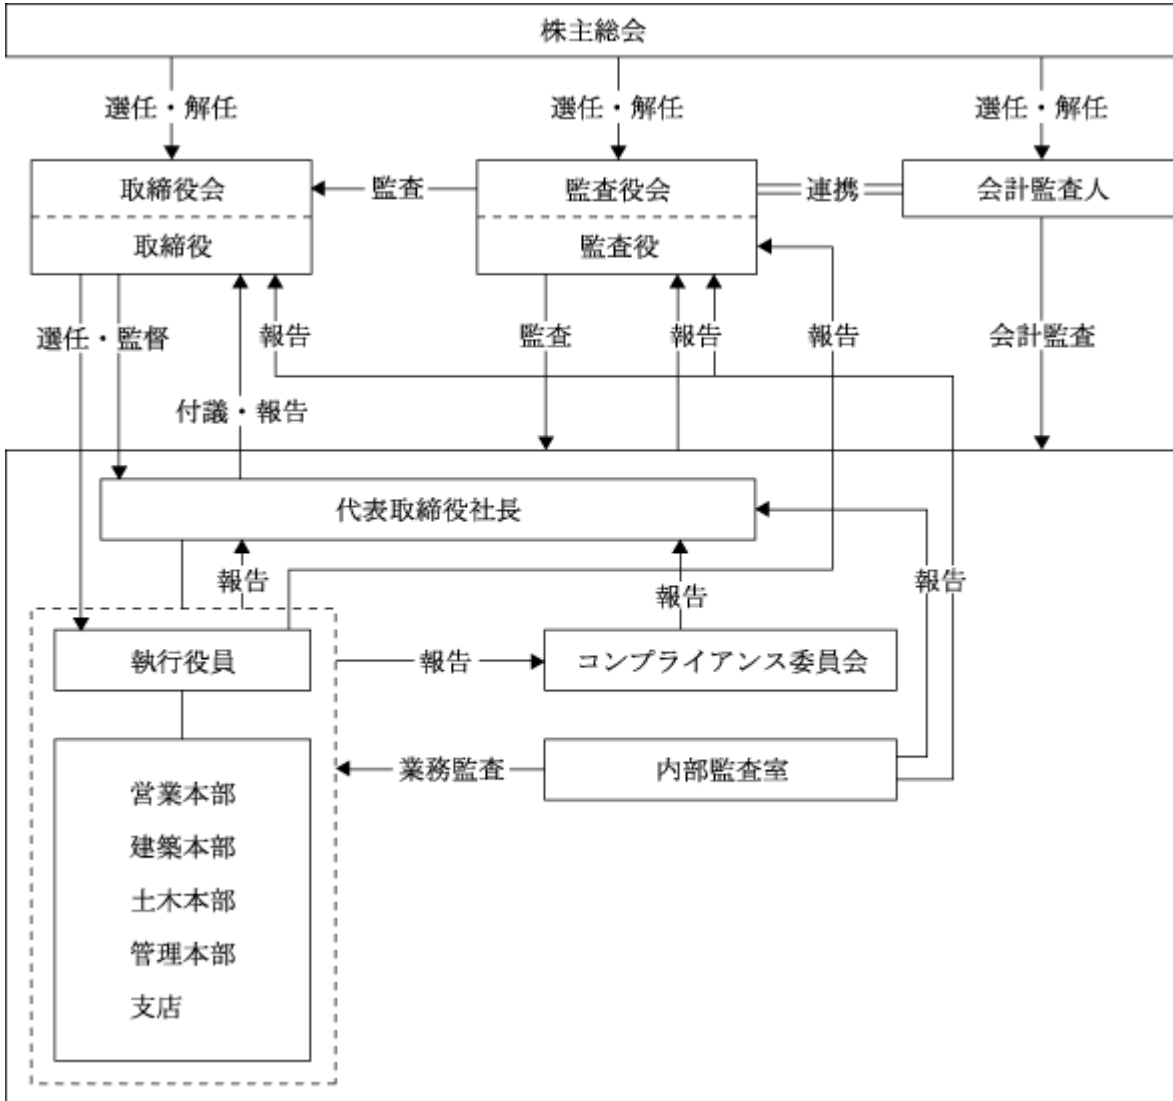 株主総会
選任・解任
選任・解任
選任・解任
取締役会
監査
監査役会
連携
会計監査人
取締役
監査役
選任・監督
報告
監査
報告
報告
会計監査
付議・報告
代表取締役社長
報告
報告
報告
執行役員
報告
コンプライアンス委員会
業務監査
内部監査室
営業本部
建築本部
土木本部
管理本部
支店